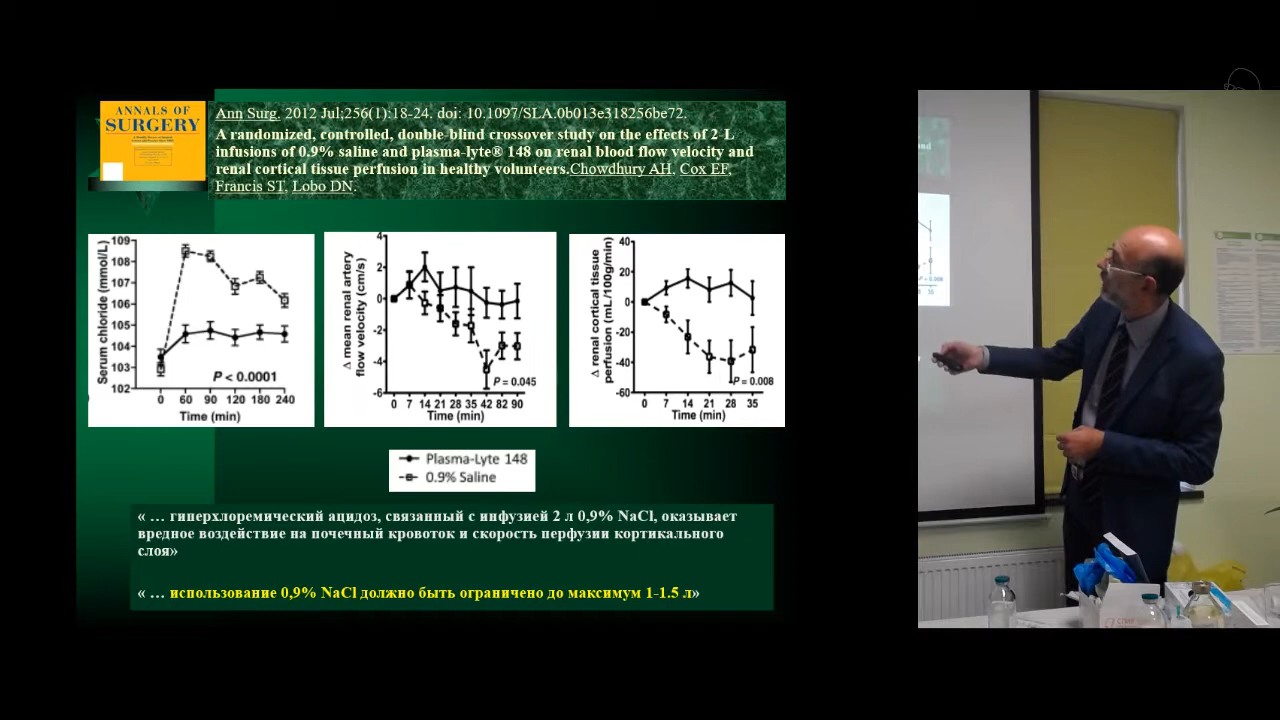 ANNALS OF
SURGERY
Ann Surg. 2012 Jul;256(1):18-24. doi: 10.1097/SLA.0b013e318256be72.
A randomized, controlled, double-blind crossover study on the effects of 2-L
infusions of 0.9% saline and plasma-lyte® 148 on renal blood flow velocity and
renal cortical tissue perfusion in healthy volunteers.Chowdhury AH, Cox EF,
Francis ST, Lobo DN.
Serum chloride (mmol/L)
109
108
107
106
105
104
103
102
P < 0.0001
0 60 90 120 180 240
Time (min)
Δ mean renal artery
flow velocity (cm/s)
4
2
0
-2
-4
-6
P = 0.045
0 7 14 21 28 35 42 82 90
Time (min)
Δ renal cortical tissue
perfusion (mL/100g/min)
40
20
0
-20
-40
-60
P = 0.008
0 7 14 21 28 35
Time (min)
Plasma-Lyte 148
0.9% Saline
« … гиперхлоремический ацидоз, связанный с инфузией 2 л 0,9% NaCl, оказывает
вредное воздействие на почечный кровоток и скорость перфузии кортикального
слоя»
« … использование 0,9% NaCl должно быть ограничено до максимум 1-1.5 л»